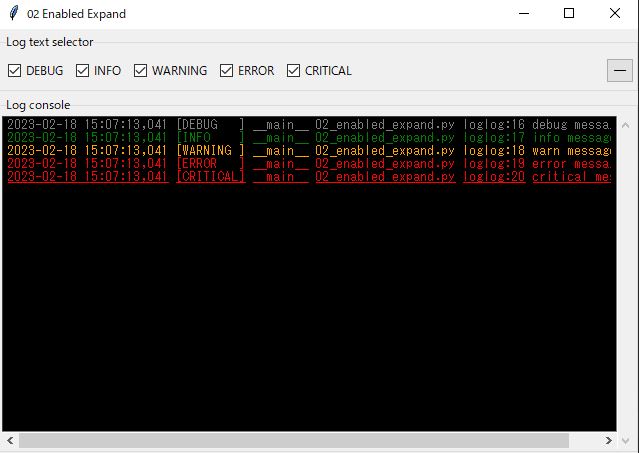 02 Enabled Expand
Log text selector
DEBUG INFO WARNING ERROR CRITICAL
Log console
2023-02-18 15:07:13,041 [DEBUG   ] __main__ 02_enabled_expand.py loglog:16 debug messa
2023-02-18 15:07:13,041 [INFO    ] __main__ 02_enabled_expand.py loglog:17 info message
2023-02-18 15:07:13,041 [WARNING ] __main__ 02_enabled_expand.py loglog:18 warn message
2023-02-18 15:07:13,041 [ERROR   ] __main__ 02_enabled_expand.py loglog:19 error messa
2023-02-18 15:07:13,041 [CRITICAL] __main__ 02_enabled_expand.py loglog:20 critical mes